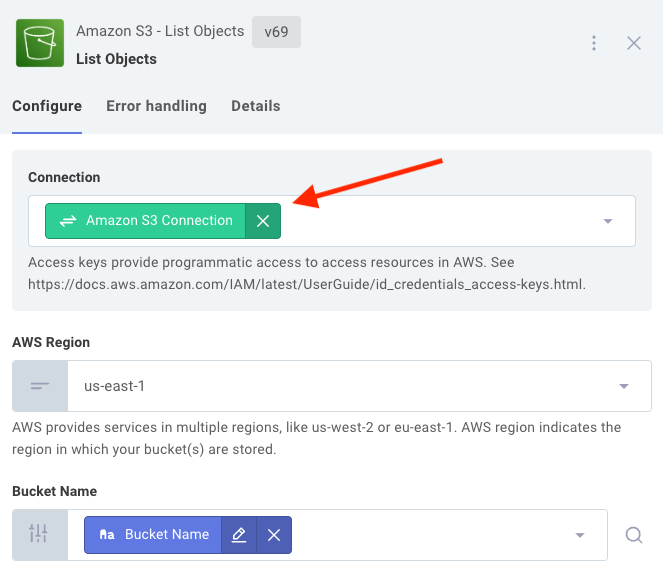 Amazon S3 - List Objects v69
List Objects
Configure Error handling Details
Connection
Amazon S3 Connection
Access keys provide programmatic access to access resources in AWS. See
https://docs.aws.amazon.com/IAM/latest/UserGuide/id_credentials_access-keys.html.
AWS Region
us-east-1
AWS provides services in multiple regions, like us-west-2 or eu-east-1. AWS region indicates the
region in which your bucket(s) are stored.
Bucket Name
Aa Bucket Name